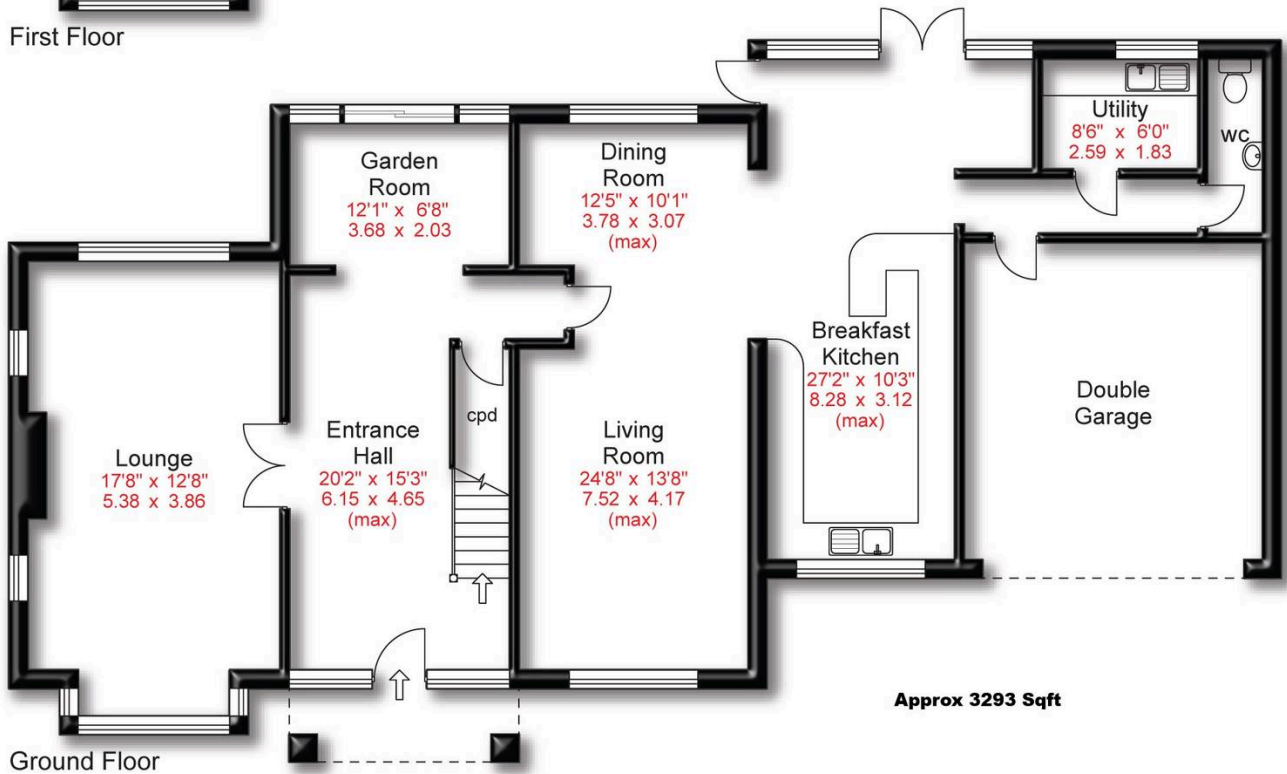 First Floor
Garden
Room
12'1" x 6'8"
3.68 x 2.03
Dining
Room
12'5" x 10'1"
3.78 x 3.07
(max)
Utility
8'6" x 6'0"
2.59 x 1.83
wc
Lounge
17'8" x 12'8"
5.38 x 3.86
Entrance
Hall
20'2" x 15'3"
6.15 x 4.65
(max)
cpd
Living
Room
24'8" x 13'8"
7.52 x 4.17
(max)
Breakfast
Kitchen
27'2" x 10'3"
8.28 x 3.12
(max)
Double
Garage
Approx 3293 Sqft
Ground Floor